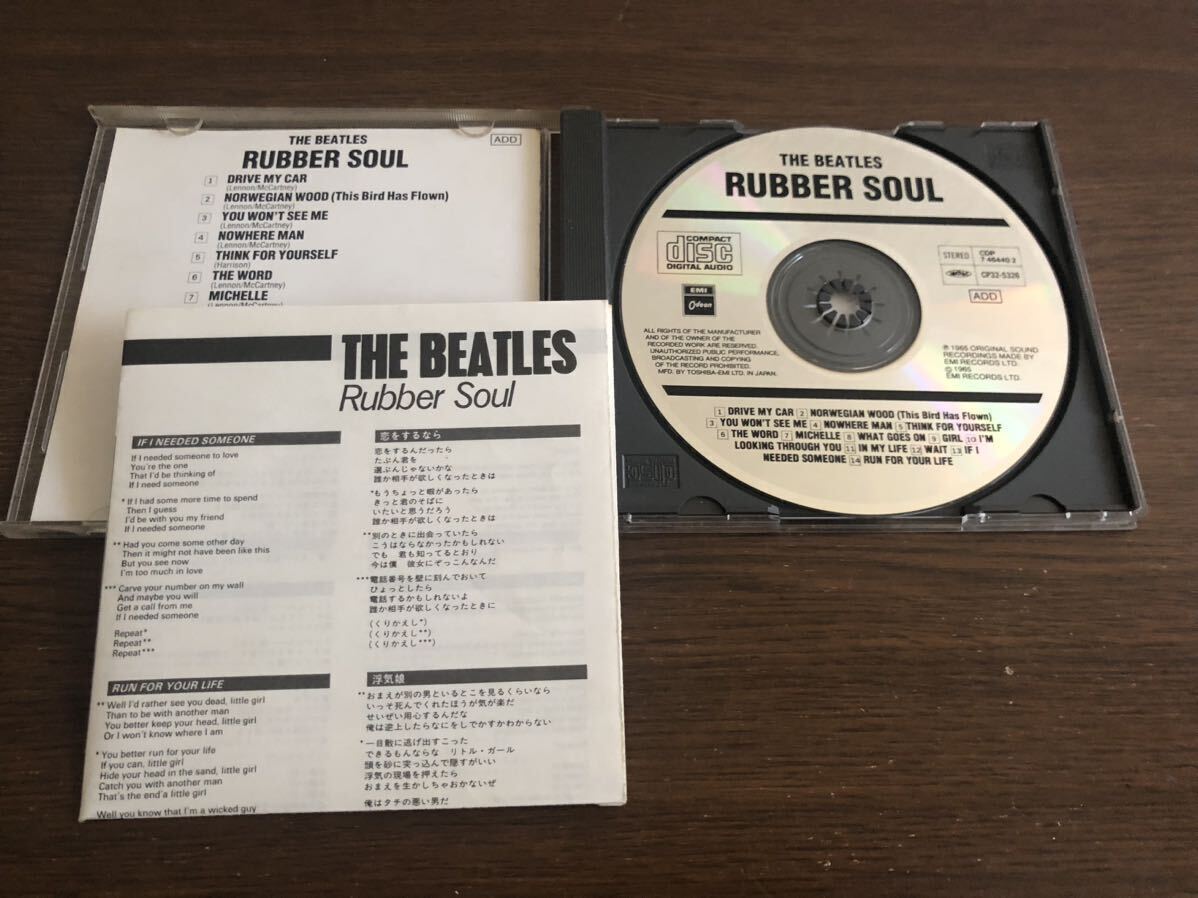 THE BEATLES
RUBBER SOUL
ADD
1 DRIVE MY CAR
(Lennon/McCartney)
2 NORWEGIAN WOOD (This Bird Has Flown)
(Lennon/McCartney)
3 YOU WON'T SEE ME
(Lennon/McCartney)
4 NOWHERE MAN
(Lennon/McCartney)
5 THINK FOR YOURSELF
(Harrison)
6 THE WORD
(Lennon/McCartney)
7 MICHELLE
(Lennon/McCartney)
THE BEATLES
Rubber Soul
IF I NEEDED SOMEONE
If I needed someone to love
You're the one
That I'd be thinking of
If I need someone
* If I had some more time to spend
Then I guess
I'd be with you my friend
If I needed someone
** Had you come some other day
Then it might not have been like this
But you see now
I'm too much in love
*** Carve your number on my wall
And maybe you will
Get a call from me
If I needed someone
Repeat*
Repeat**
Repeat***
RUN FOR YOUR LIFE
** Well I'd rather see you dead, little girl
Than to be with another man
You better keep your head, little girl
Or I won't know where I am
* You better run for your life
If you can, little girl
Hide your head in the sand, little girl
Catch you with another man
That's the end'a little girl
Well you know that I'm a wicked guy
恋をするなら
恋をするんだったら
たぶん君を
選ぶんじゃないかな
誰か相手が欲しくなったときは
*もうちょっと暇があったら
きっと君のそばに
いたいと思うだろう
誰か相手が欲しくなったときは
**別のときに出会っていたら
こうはならなかったかもしれない
でも 君も知ってるとおり
今は僕 彼女にぞっこんなんだ
***電話番号を壁に刻んでおいて
ひょっとしたら
電話するかもしれないよ
誰か相手が欲しくなったときに
(くりかえし*)
(くりかえし**)
(くりかえし***)
浮気娘
**おまえが別の男といるとこを見るくらいなら
いっそ死んでくれたほうが気が楽だ
せいぜい用心するんだな
俺は逆上したらなにをしでかすかわからない
*一目散に逃げ出すこった
できるもんならな リトル・ガール
頭を砂に突っ込んで隠すがいい
浮気の現場を押えたら
おまえを生かしちゃおかないぜ
俺はタチの悪い男だ
THE BEATLES
RUBBER SOUL
COMPACT
disc
DIGITAL AUDIO
EMI
Odeon
STEREO
CDP
7 46440 2
CP32-5326
ADD
ALL RIGHTS OF THE MANUFACTURER
AND OF THE OWNER OF THE
RECORDED WORK ARE RESERVED.
UNAUTHORIZED PUBLIC PERFORMANCE,
BROADCASTING AND COPYING
OF THE RECORD PROHIBITED.
MFD. BY TOSHIBA-EMI LTD. IN JAPAN.
℗ 1965 ORIGINAL SOUND
RECORDINGS MADE BY
EMI RECORDS LTD.
© 1965
EMI RECORDS LTD.
1 DRIVE MY CAR 2 NORWEGIAN WOOD (This Bird Has Flown)
3 YOU WON'T SEE ME 4 NOWHERE MAN 5 THINK FOR YOURSELF
6 THE WORD 7 MICHELLE 8 WHAT GOES ON 9 GIRL 10 I'M
LOOKING THROUGH YOU 11 IN MY LIFE 12 WAIT 13 IF I
NEEDED SOMEONE 14 RUN FOR YOUR LIFE